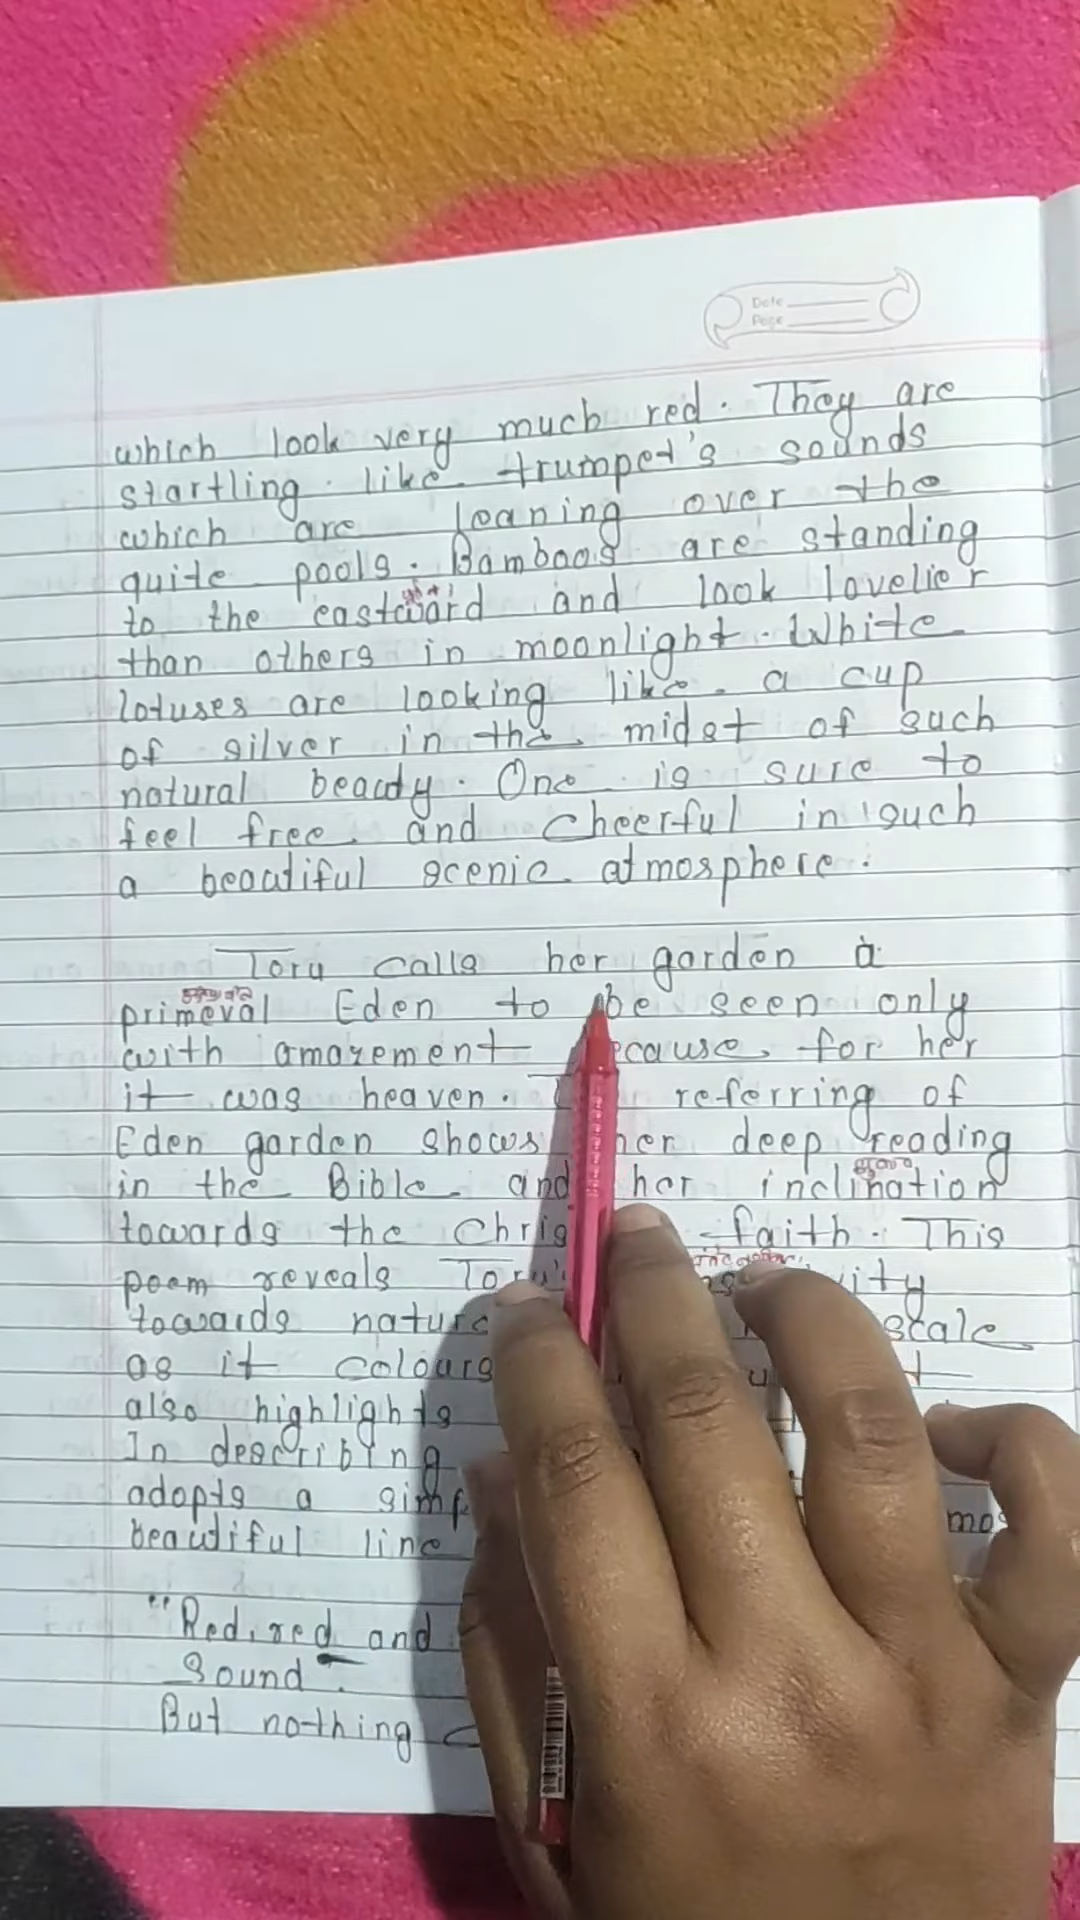 Date
Page
which look very much red. They are
startling like trumpet's sounds
which are leaning over the
quite pools. Bamboos are standing
to the eastward and look lovelier
than others in moonlight. White
lotuses are looking like a cup
of silver in the midst of such
natural beauty. One is sure to
feel free and cheerful in such
a beautiful scenic atmosphere.
Toru calls her garden a
primeval Eden to be seen only
with amazement because for her
it was heaven. referring of
Eden garden shows her deep reading
in the Bible and her inclination
towards the faith. This
poem reveals Toru's
towards nature scale
as it colours
also highlights
In describing
adopts a
beautiful line
"Red, red and
sound.
But nothing